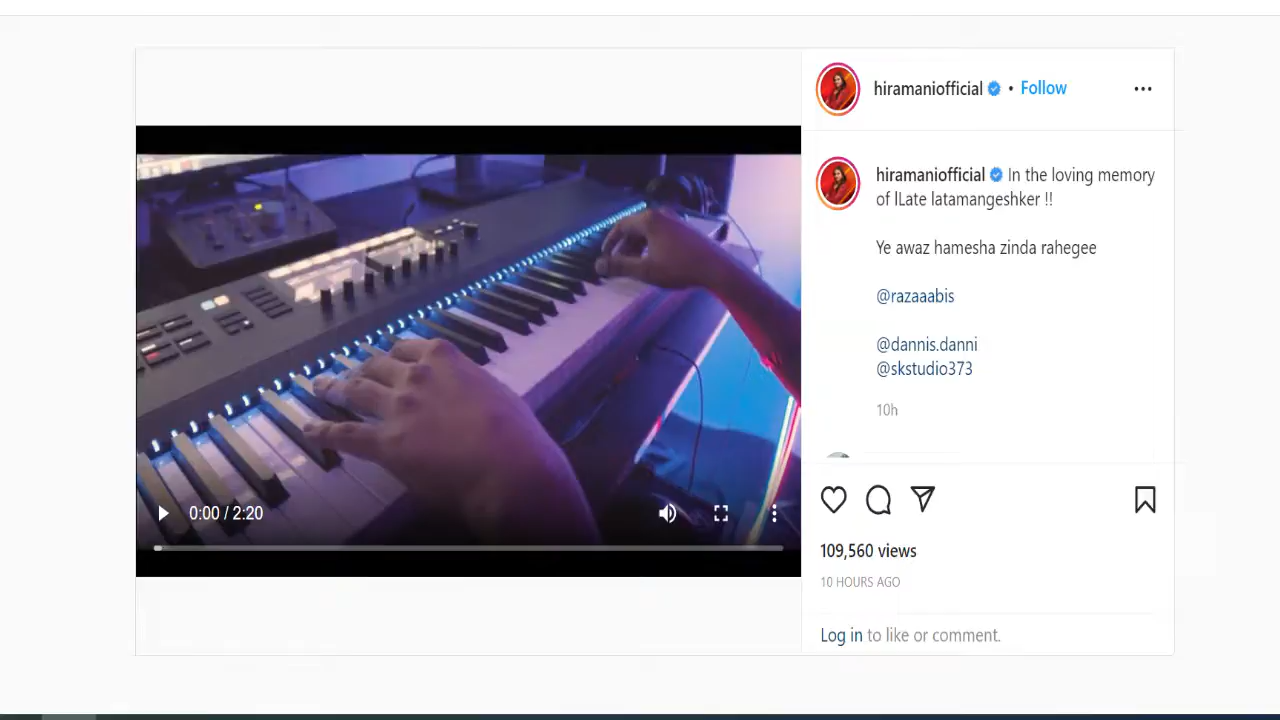 hiramaniofficial • Follow
hiramaniofficial In the loving memory
of lLate latamangeshker !!
Ye awaz hamesha zinda rahegee
@razaaabis
@dannis.danni
@skstudio373
10h
0:00 / 2:20
109,560 views
10 HOURS AGO
Log in to like or comment.